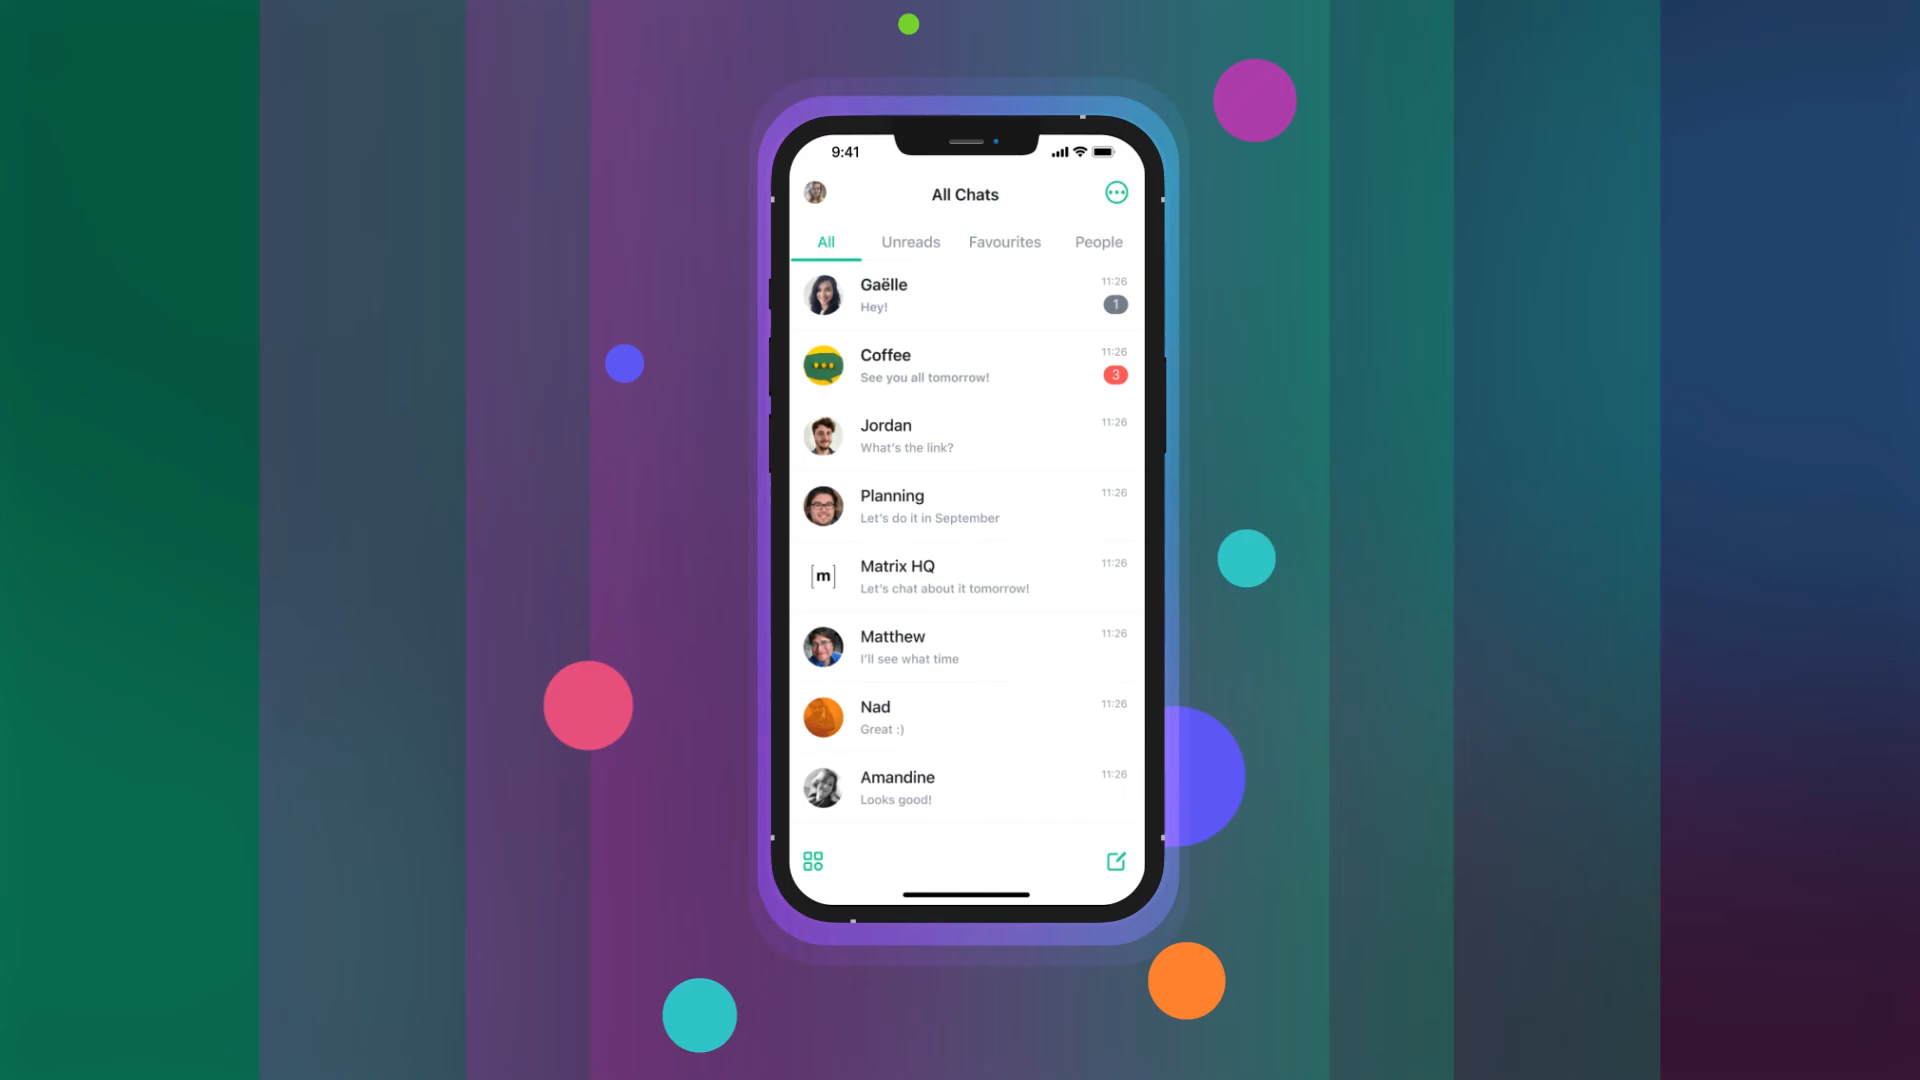 9:41
All Chats
All Unreads Favourites People
Gaëlle 11:26
Hey! 1
Coffee 11:26
See you all tomorrow! 3
Jordan 11:26
What's the link?
Planning 11:26
Let's do it in September
Matrix HQ 11:26
[m] Let's chat about it tomorrow!
Matthew 11:26
I'll see what time
Nad 11:26
Great :)
Amandine 11:26
Looks good!